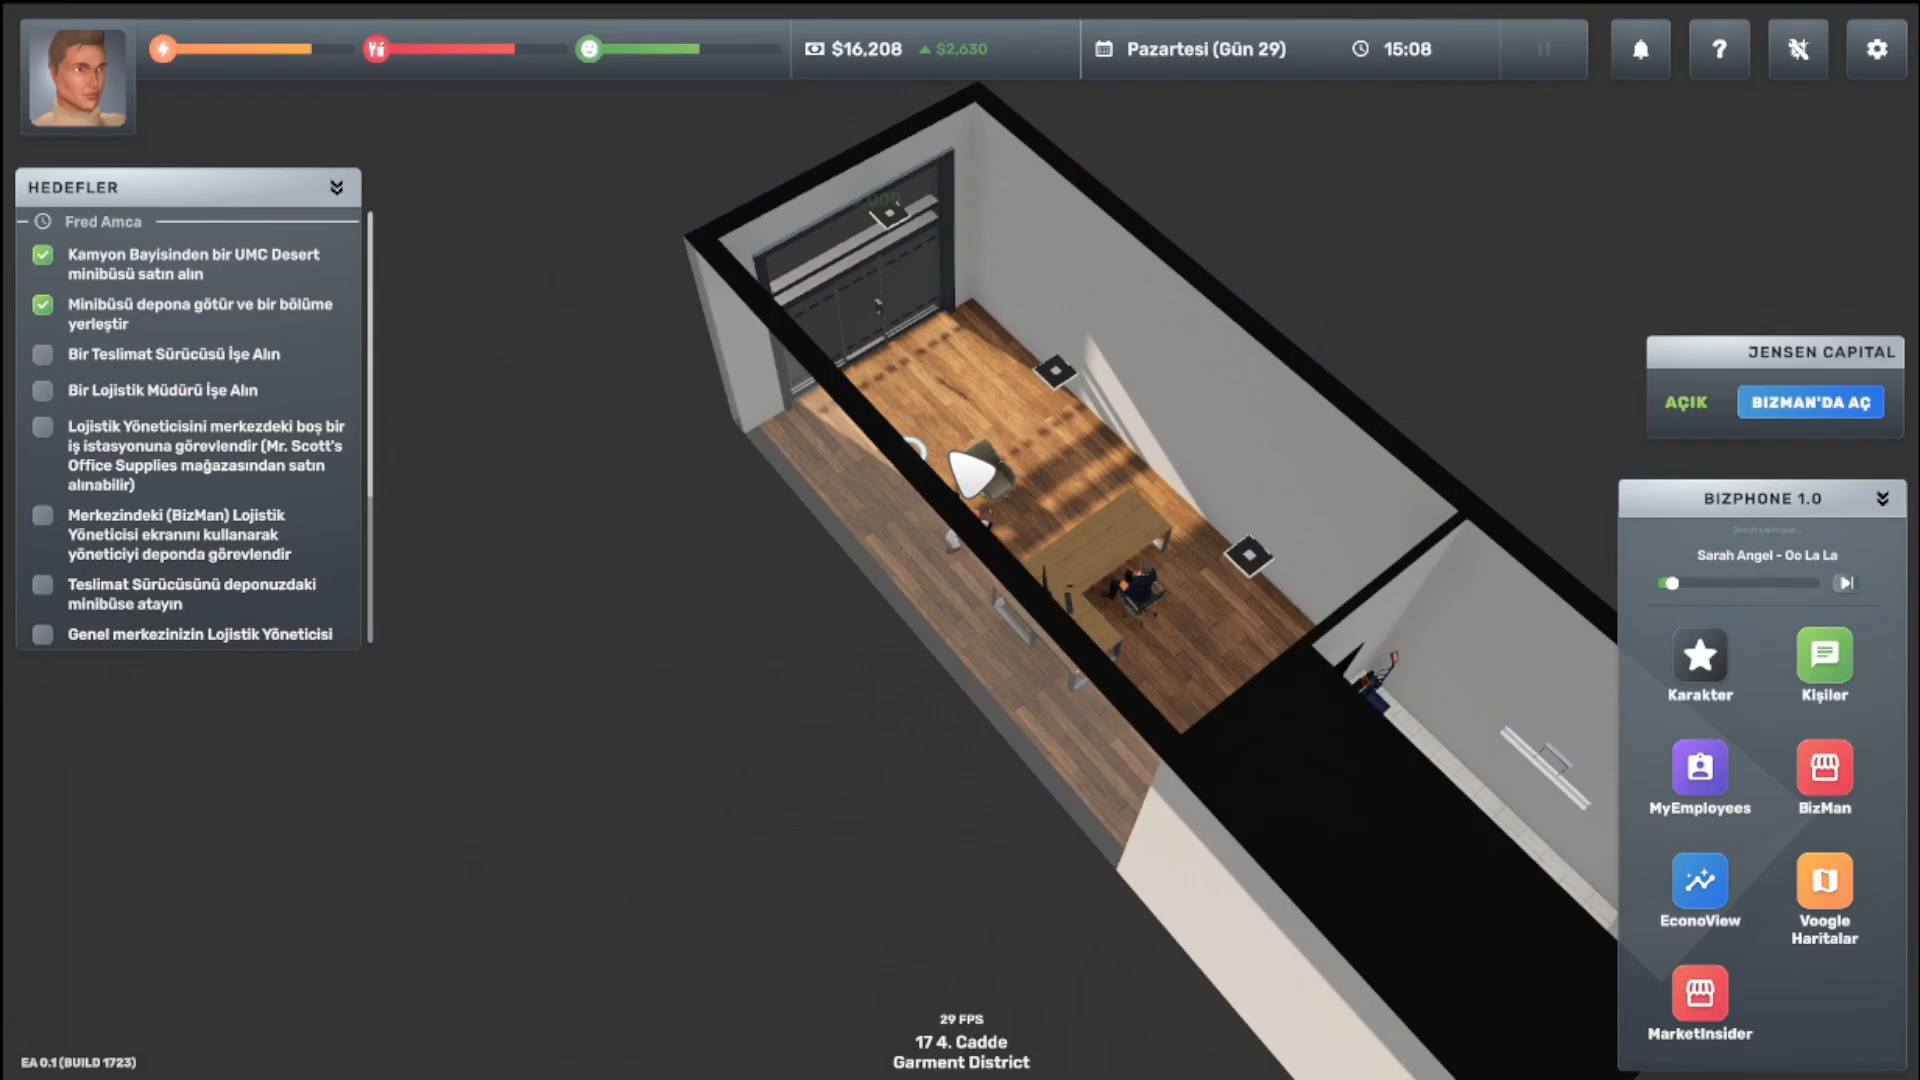 $16,208
$2,630
Pazartesi (Gün 29)
15:08
HEDEFLER
Fred Amca
Kamyon Bayisinden bir UMC Desert
minibüsü satın alın
Minibüsü depona götür ve bir bölüme
yerleştir
Bir Teslimat Sürücüsü İşe Alın
Bir Lojistik Müdürü İşe Alın
Lojistik Yöneticisini merkezdeki boş bir
iş istasyonuna görevlendir (Mr. Scott's
Office Supplies mağazasından satın
alınabilir)
Merkezindeki (BizMan) Lojistik
Yöneticisi ekranını kullanarak
yöneticiyi deponda görevlendir
Teslimat Sürücüsünü deponuzdaki
minibüse atayın
Genel merkezinizin Lojistik Yöneticisi
JENSEN CAPITAL
AÇIK
BIZMAN'DA AÇ
BIZPHONE 1.0
Sarah Angel - Oo La La
Karakter
Kişiler
MyEmployees
BizMan
EconoView
Voogle
Haritalar
MarketInsider
29 FPS
17 4. Cadde
Garment District
EA 0.1 (BUILD 1723)